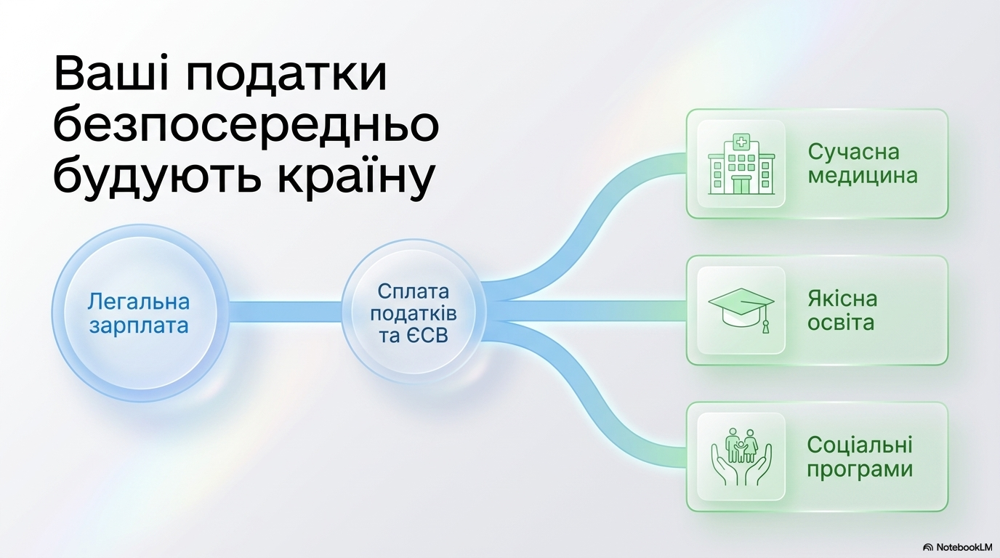 Ваші податки
безпосередньо
будують країну
Легальна
зарплата
Сплата
податків
та ЄСВ
Сучасна
медицина
Якісна
освіта
Соціальні
програми
NotebookLM